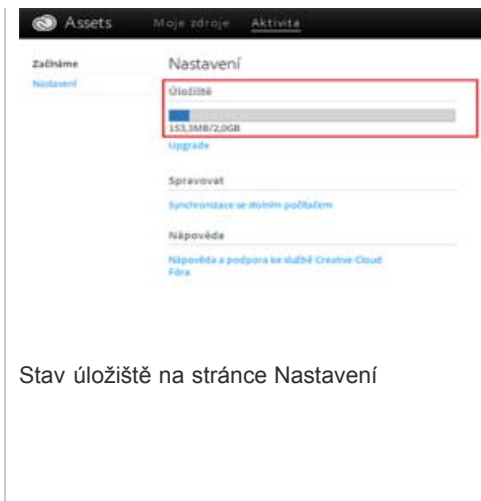 Assets Moje zdroje Aktivita
Začínáme
Nastavení
Nastavení
Úložiště
153,3MB/2,0GB
Upgrade
Spravovat
Synchronizace se stolním počítačem
Nápověda
Nápověda a podpora ke službě Creative Cloud
Fóra
Stav úložiště na stránce Nastavení